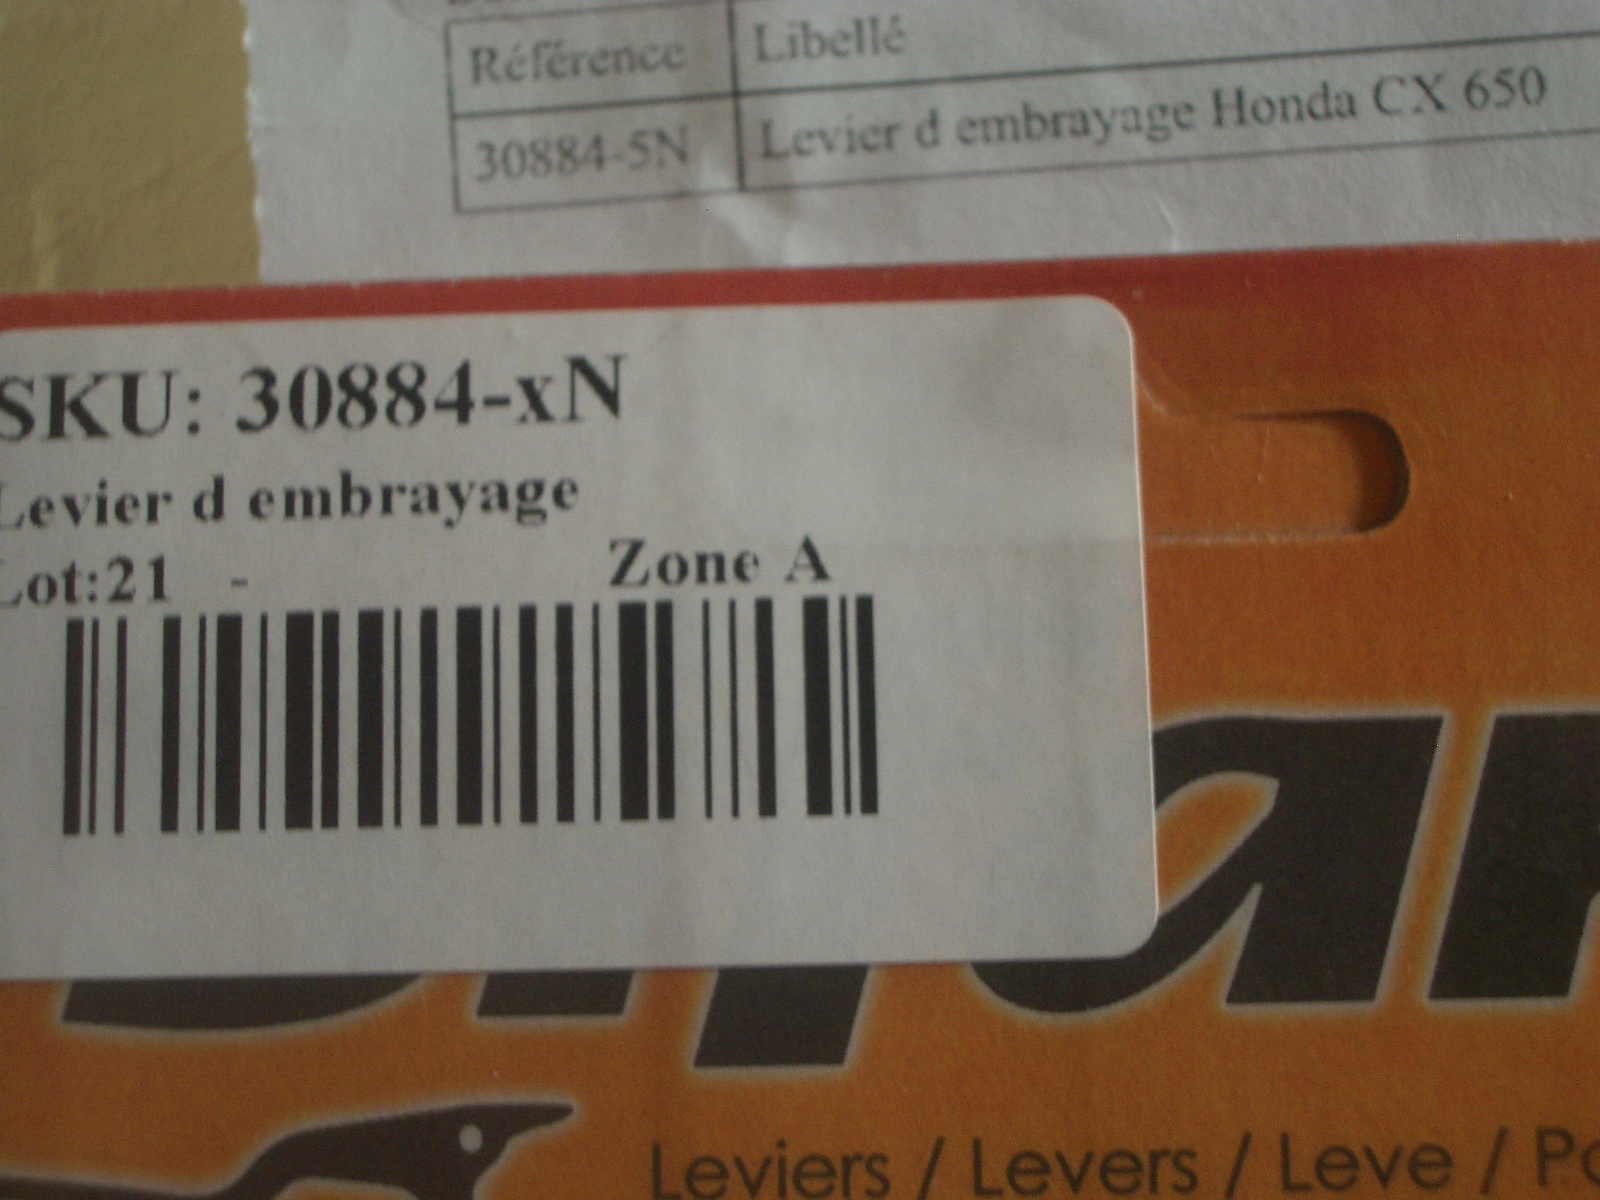 Référence Libellé
30884-5N Levier d embrayage Honda CX 650
SKU: 30884-xN
Levier d embrayage
Lot:21 - Zone A
Leviers / Levers / Leve /